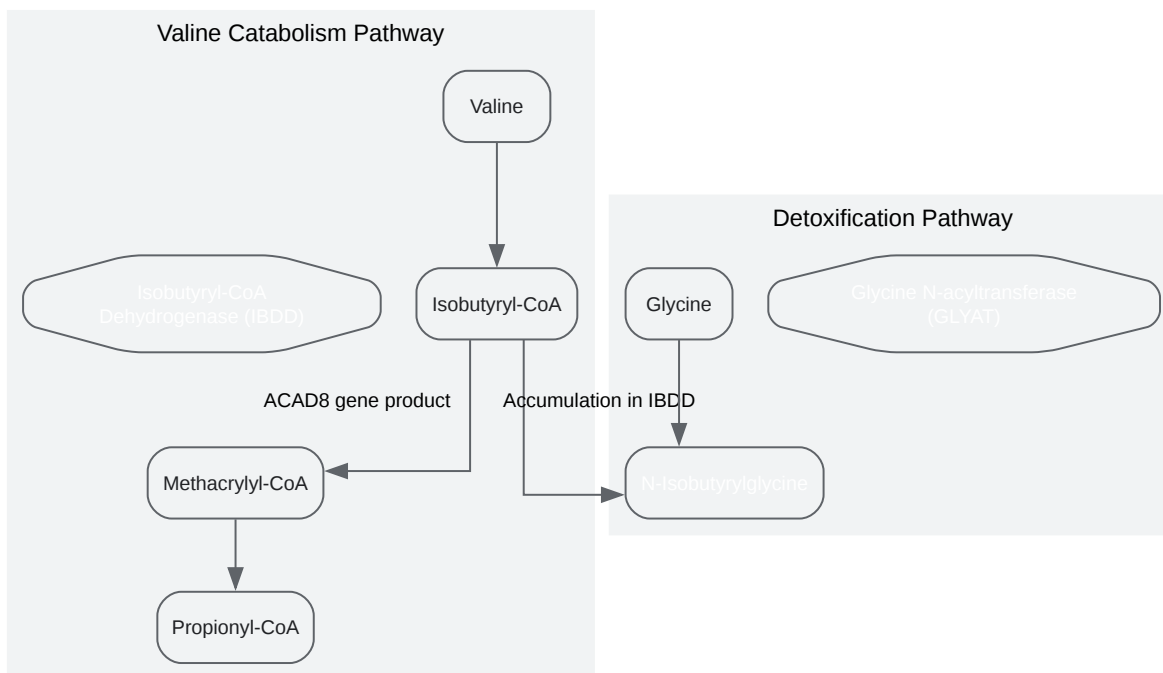 Valine Catabolism Pathway
Valine
Detoxification Pathway
Isobutyryl-CoA
Dehydrogenase (IBDD)
Isobutyryl-CoA
Glycine
Glycine N-acyltransferase
(GLYAT)
ACAD8 gene product
Accumulation in IBDD
Methacrylyl-CoA
N-Isobutyrylglycine
Propionyl-CoA